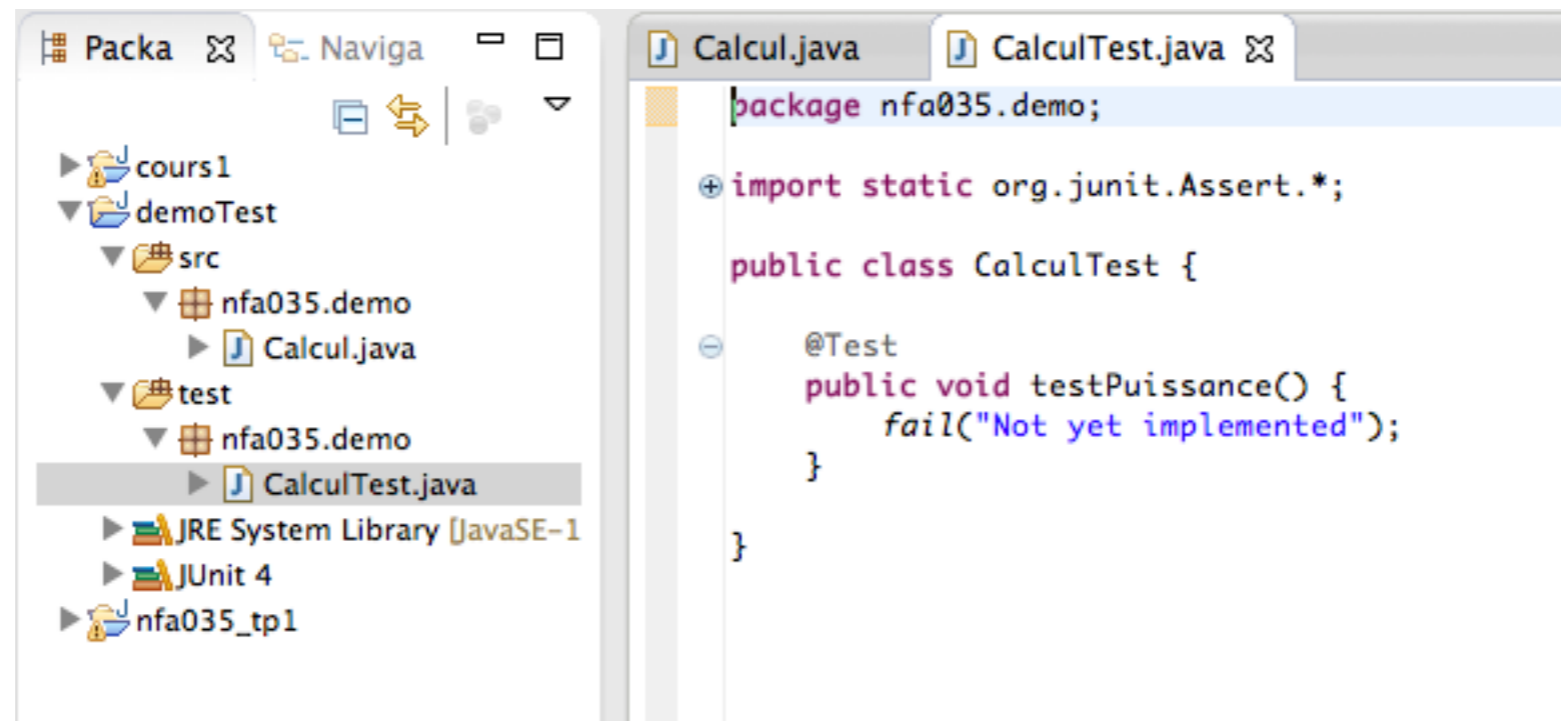 Packa
Naviga
cours1
demoTest
src
nfa035.demo
Calcul.java
test
nfa035.demo
CalculTest.java
JRE System Library [JavaSE-1
JUnit 4
nfa035_tp1
Calcul.java
CalculTest.java
package nfa035.demo;
import static org.junit.Assert.*;
public class CalculTest {
@Test
public void testPuissance() {
fail("Not yet implemented");
}
}